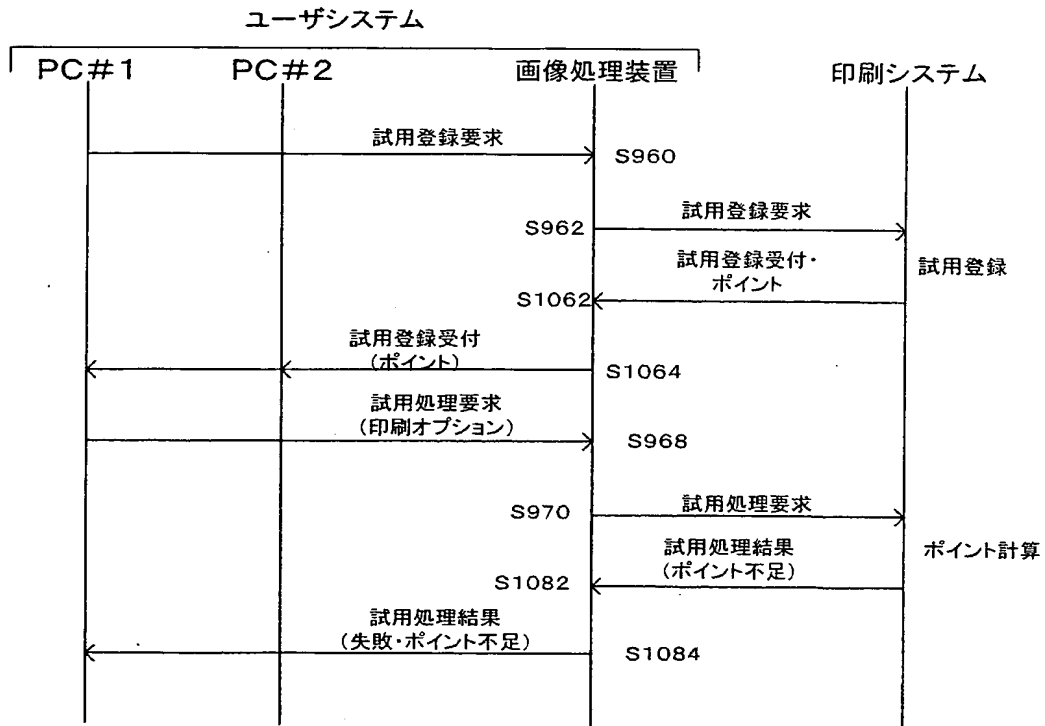 ユーザシステム
PC#1
PC#2
画像処理装置
印刷システム
試用登録要求
S960
試用登録要求
S962
試用登録
試用登録受付・
ポイント
S1062
試用登録受付
(ポイント)
S1064
試用処理要求
(印刷オプション)
S968
試用処理要求
S970
ポイント計算
試用処理結果
(ポイント不足)
S1082
試用処理結果
(失敗・ポイント不足)
S1084